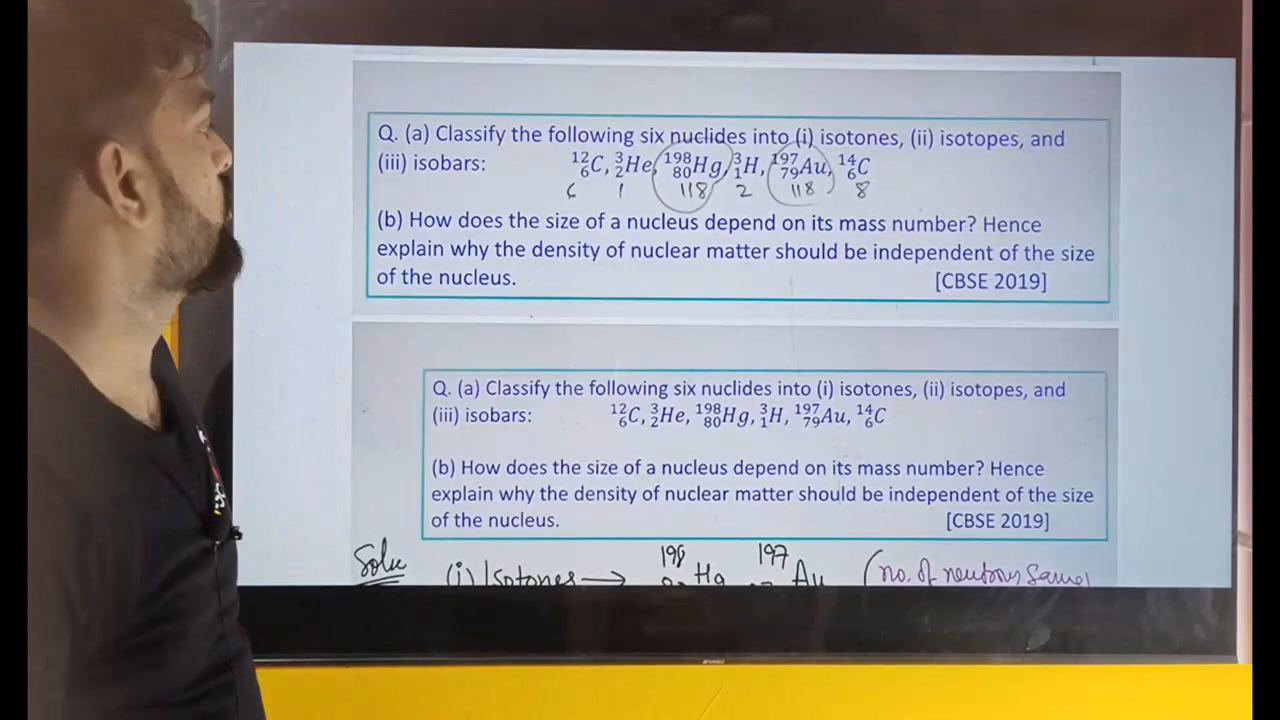 Q. (a) Classify the following six nuclides into (i) isotones, (ii) isotopes, and
(iii) isobars: ¹²₆C, ³₂He, ¹⁹⁸₈₀Hg, ³₁H, ¹⁹⁷₇₉Au, ¹⁴₆C
6 1 118 2 118 8
(b) How does the size of a nucleus depend on its mass number? Hence
explain why the density of nuclear matter should be independent of the size
of the nucleus. [CBSE 2019]
Q. (a) Classify the following six nuclides into (i) isotones, (ii) isotopes, and
(iii) isobars: ¹²₆C, ³₂He, ¹⁹⁸₈₀Hg, ³₁H, ¹⁹⁷₇₉Au, ¹⁴₆C
(b) How does the size of a nucleus depend on its mass number? Hence
explain why the density of nuclear matter should be independent of the size
of the nucleus. [CBSE 2019]
Solu (i) Isotones → ¹⁹⁸Hg ¹⁹⁷Au (no. of neutrons same)